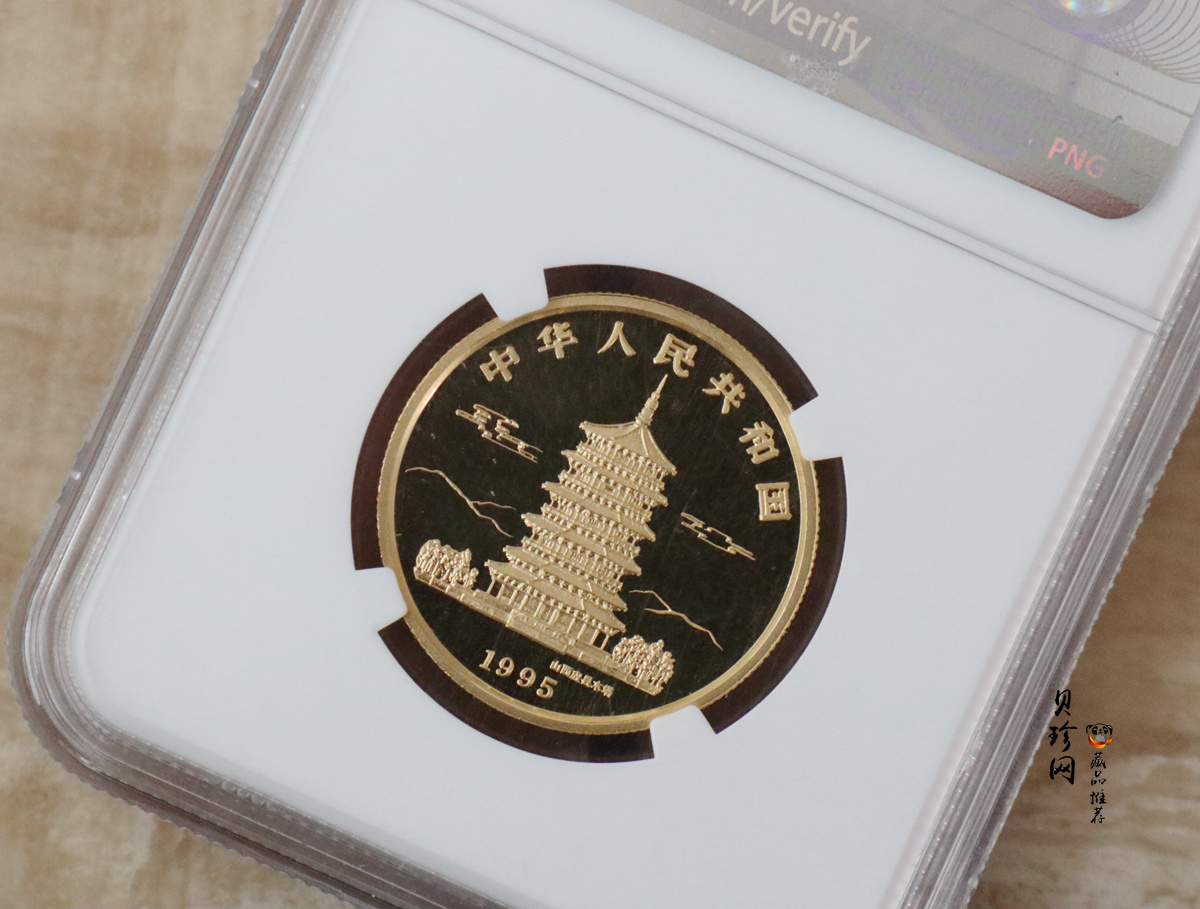 /verify
PNG
中华人民共和国
1995
山西应县木塔
贝珍网
藏品推荐